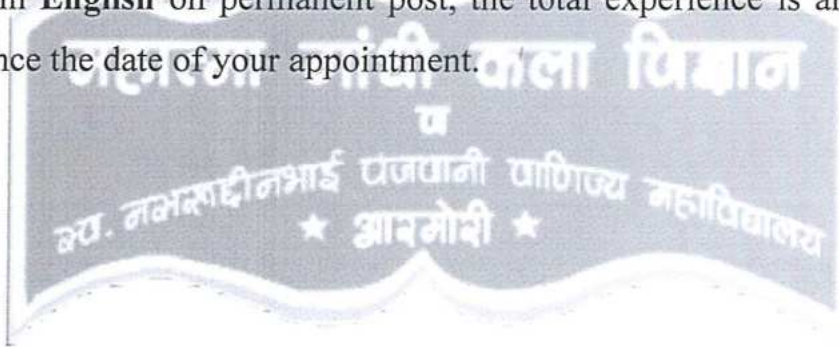 English on permanent post, the total experience is
nce the date of your appointment.
महात्मा गांधी कला विज्ञान
व
स्व. नसरुद्दीनभाई पंजवानी वाणिज्य महाविद्यालय
★ आरमोरी ★